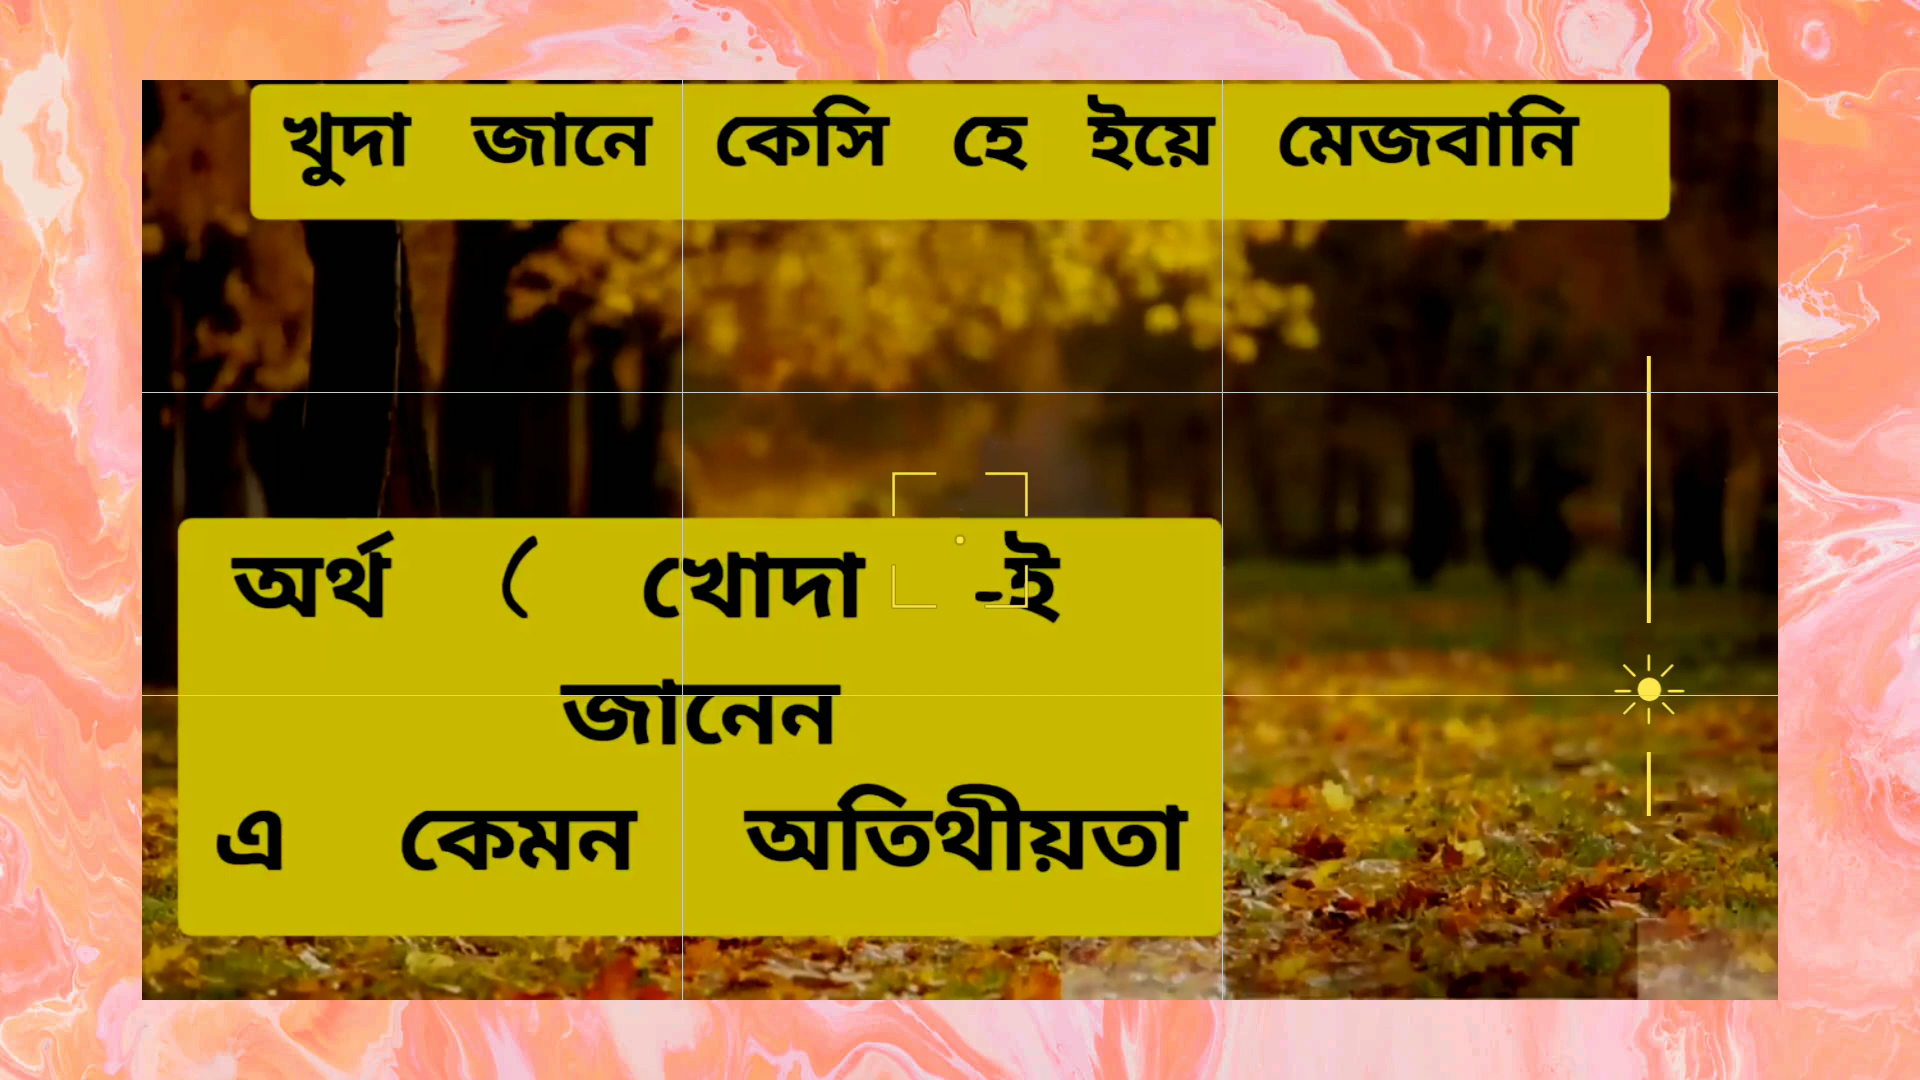 খুদা জানে কেসি হে ইয়ে মেজবানি
অর্থ ( খোদা -ই
জানেন
এ কেমন অতিথীয়তা